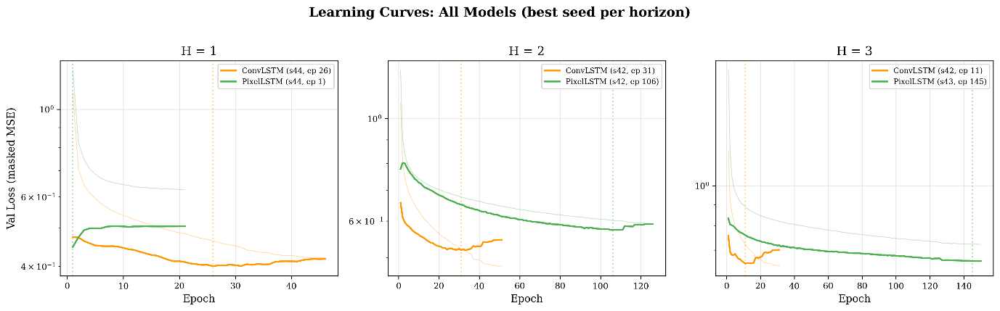 Learning Curves: All Models (best seed per horizon)
H = 1
ConvLSTM (s44, ep 26)
PixelLSTM (s44, ep 1)
Val Loss (masked MSE)
10⁰
6 × 10⁻¹
4 × 10⁻¹
0 10 20 30 40
Epoch
H = 2
ConvLSTM (s42, ep 31)
PixelLSTM (s42, ep 106)
10⁰
6 × 10⁻¹
0 20 40 60 80 100 120
Epoch
H = 3
ConvLSTM (s42, ep 11)
PixelLSTM (s43, ep 145)
10⁰
0 20 40 60 80 100 120 140
Epoch